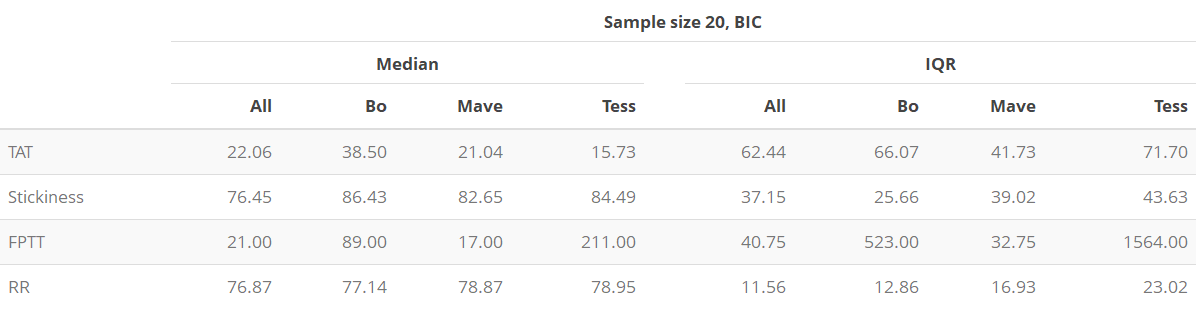 Sample size 20, BIC
Median IQR
All Bo Mave Tess All Bo Mave Tess
TAT 22.06 38.50 21.04 15.73 62.44 66.07 41.73 71.70
Stickiness 76.45 86.43 82.65 84.49 37.15 25.66 39.02 43.63
FPTT 21.00 89.00 17.00 211.00 40.75 523.00 32.75 1564.00
RR 76.87 77.14 78.87 78.95 11.56 12.86 16.93 23.02